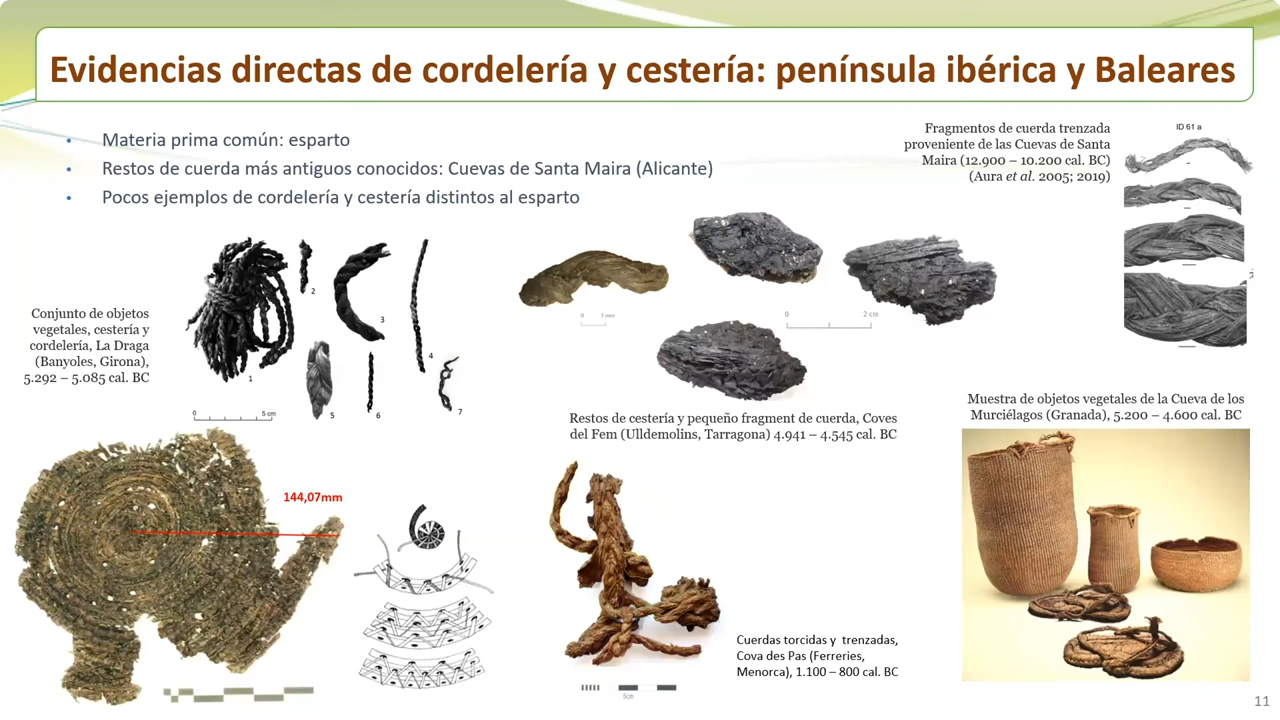 Evidencias directas de cordelería y cestería: península ibérica y Baleares
• Materia prima común: esparto
• Restos de cuerda más antiguos conocidos: Cuevas de Santa Maira (Alicante)
• Pocos ejemplos de cordelería y cestería distintos al esparto
Fragmentos de cuerda trenzada
proveniente de las Cuevas de Santa
Maira (12.900 – 10.200 cal. BC)
(Aura et al. 2005; 2019)
ID 61 a
Conjunto de objetos
vegetales, cestería y
cordelería, La Draga
(Banyoles, Girona),
5.292 – 5.085 cal. BC
1
2
3
4
5
6
7
0 5 cm
0 1 mm
0 2 cm
Restos de cestería y pequeño fragment de cuerda, Coves
del Fem (Ulldemolins, Tarragona) 4.941 – 4.545 cal. BC
Muestra de objetos vegetales de la Cueva de los
Murciélagos (Granada), 5.200 – 4.600 cal. BC
144,07mm
Cuerdas torcidas y trenzadas,
Cova des Pas (Ferreries,
Menorca), 1.100 – 800 cal. BC
5cm
11